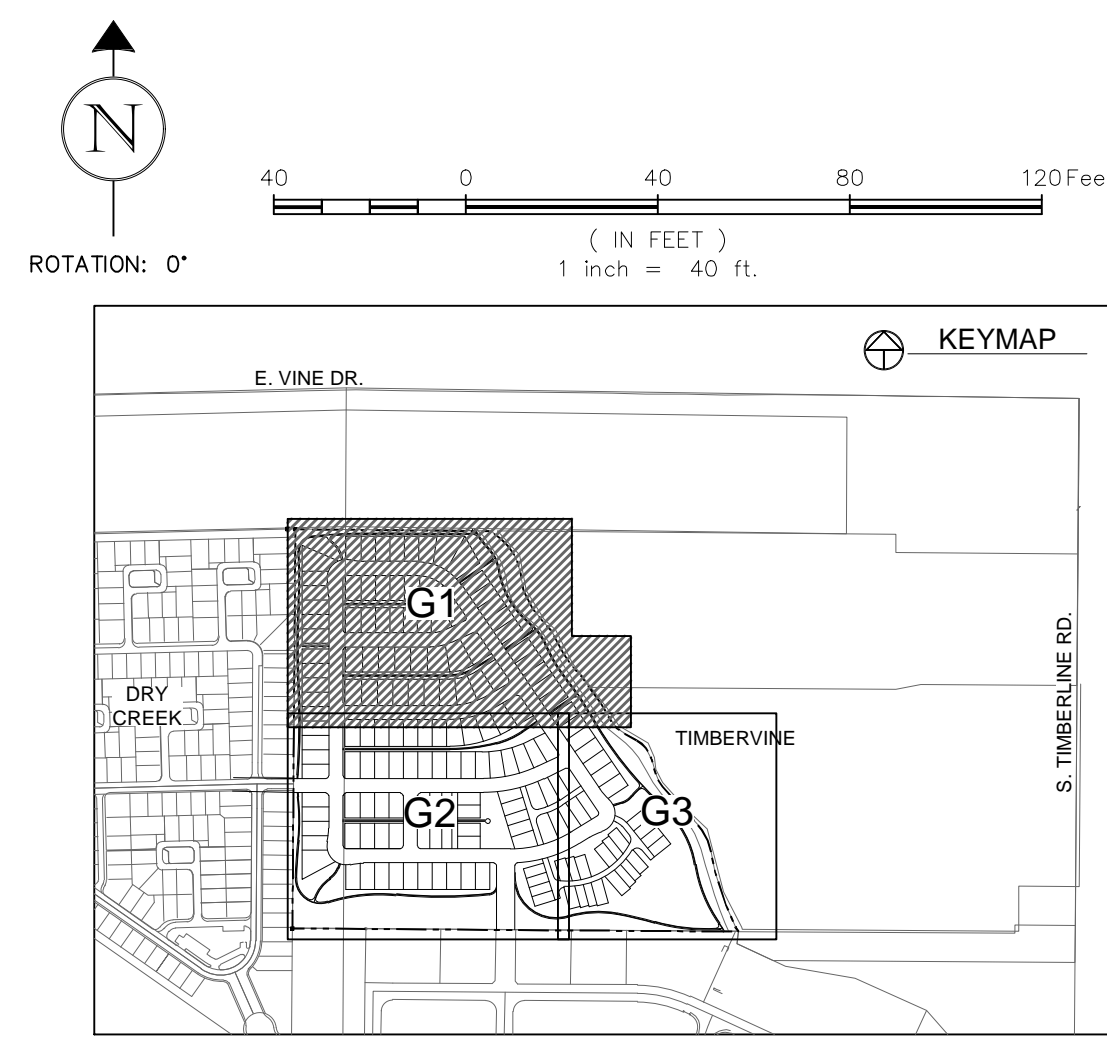 N
ROTATION: 0°
40 0 40 80 120 Fee
( IN FEET )
1 inch = 40 ft.
KEYMAP
E. VINE DR.
G1
DRY
CREEK
TIMBERVINE
S. TIMBERLINE RD.
G2
G3